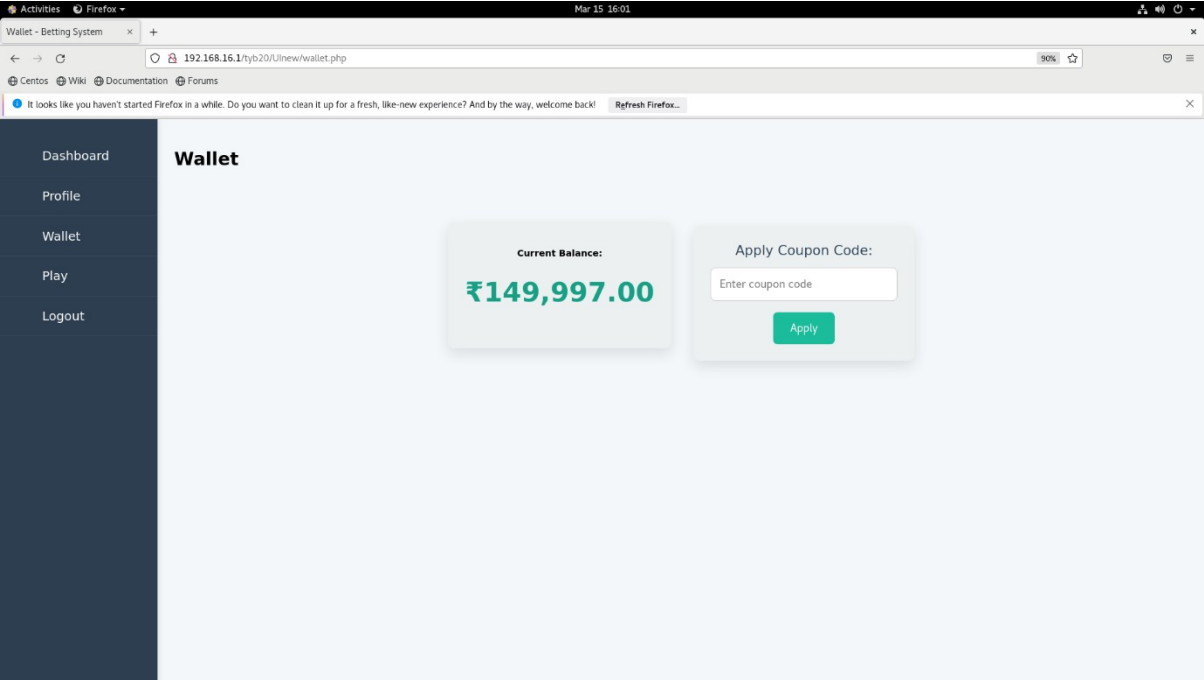 Activities Firefox Mar 15 16:01
Wallet - Betting System × + ×
192.168.16.1/tyb20/UInew/wallet.php 90%
Centos Wiki Documentation Forums
It looks like you haven't started Firefox in a while. Do you want to clean it up for a fresh, like-new experience? And by the way, welcome back! Refresh Firefox...
Dashboard
Profile
Wallet
Play
Logout
Wallet
Current Balance:
₹149,997.00
Apply Coupon Code:
Enter coupon code
Apply